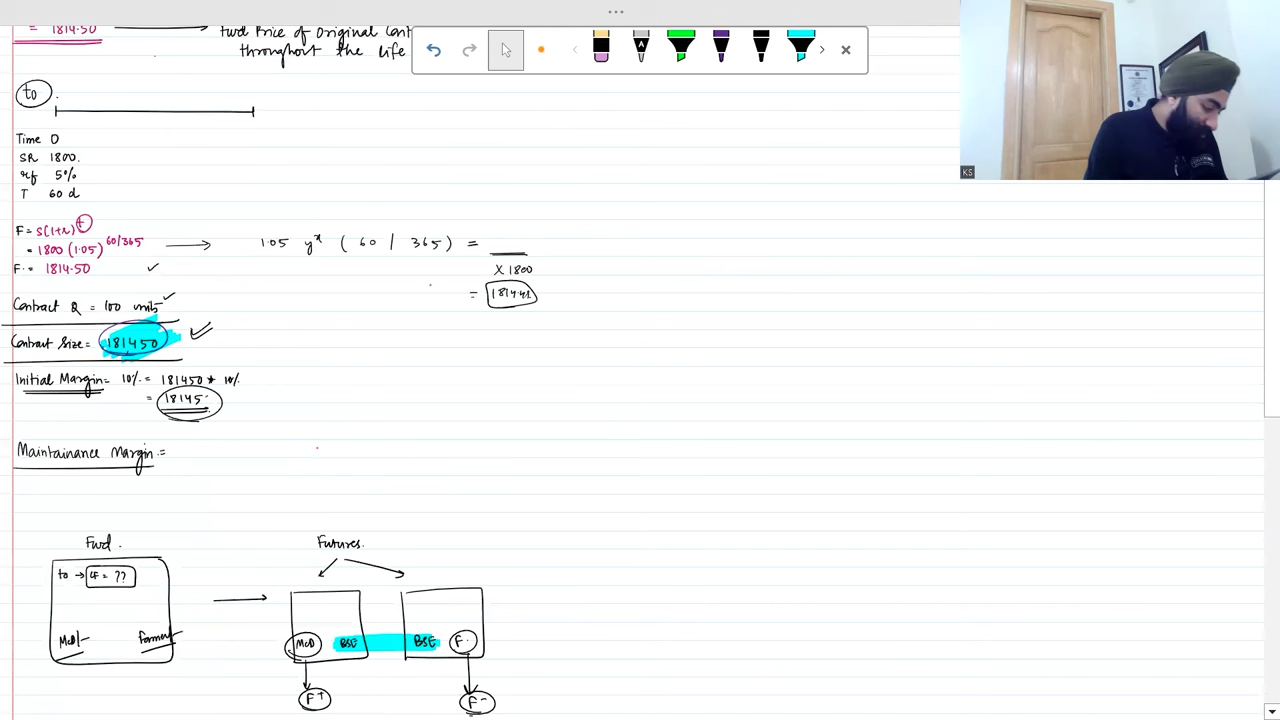 = 1814.50
Fwd Price of Original Cont
throughout the life
to.
Time 0
SR 1800.
rf 5%
T 60 d
F = S(1+r)^t
= 1800 (1.05)^60/365
F. = 1814.50
1.05 y^x ( 60 / 365 ) =
X 1800
= 1814.41
Contract Q = 100 units
Contract Size = 181450
Initial Margin = 10% = 181450 * 10%
= 18145
Maintainance Margin =
Fwd.
Futures.
to → = ??
McD
Farmer
McD BSE
BSE F.
F+
F-
KS